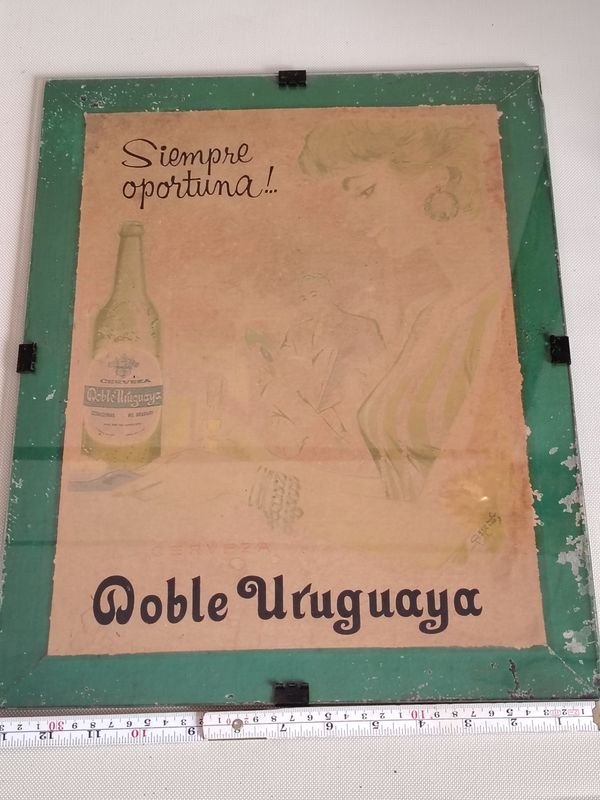 Siempre
oportuna!..
CERVEZA
Doble Uruguaya
CERVEZA
Doble Uruguaya